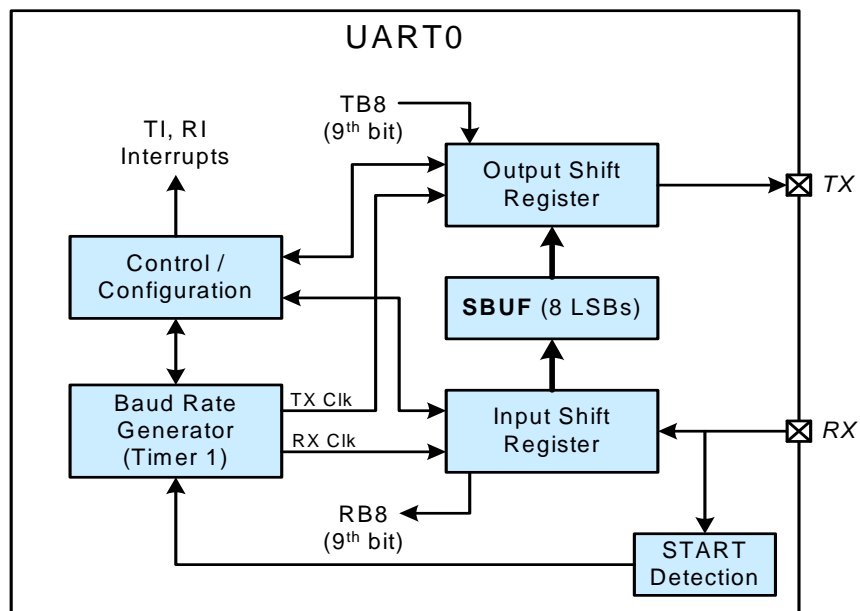 UART0
TB8
(9th bit)
TI, RI
Interrupts
Output Shift
Register
TX
Control /
Configuration
SBUF (8 LSBs)
Baud Rate
Generator
(Timer 1)
TX Clk
RX Clk
Input Shift
Register
RX
RB8
(9th bit)
START
Detection